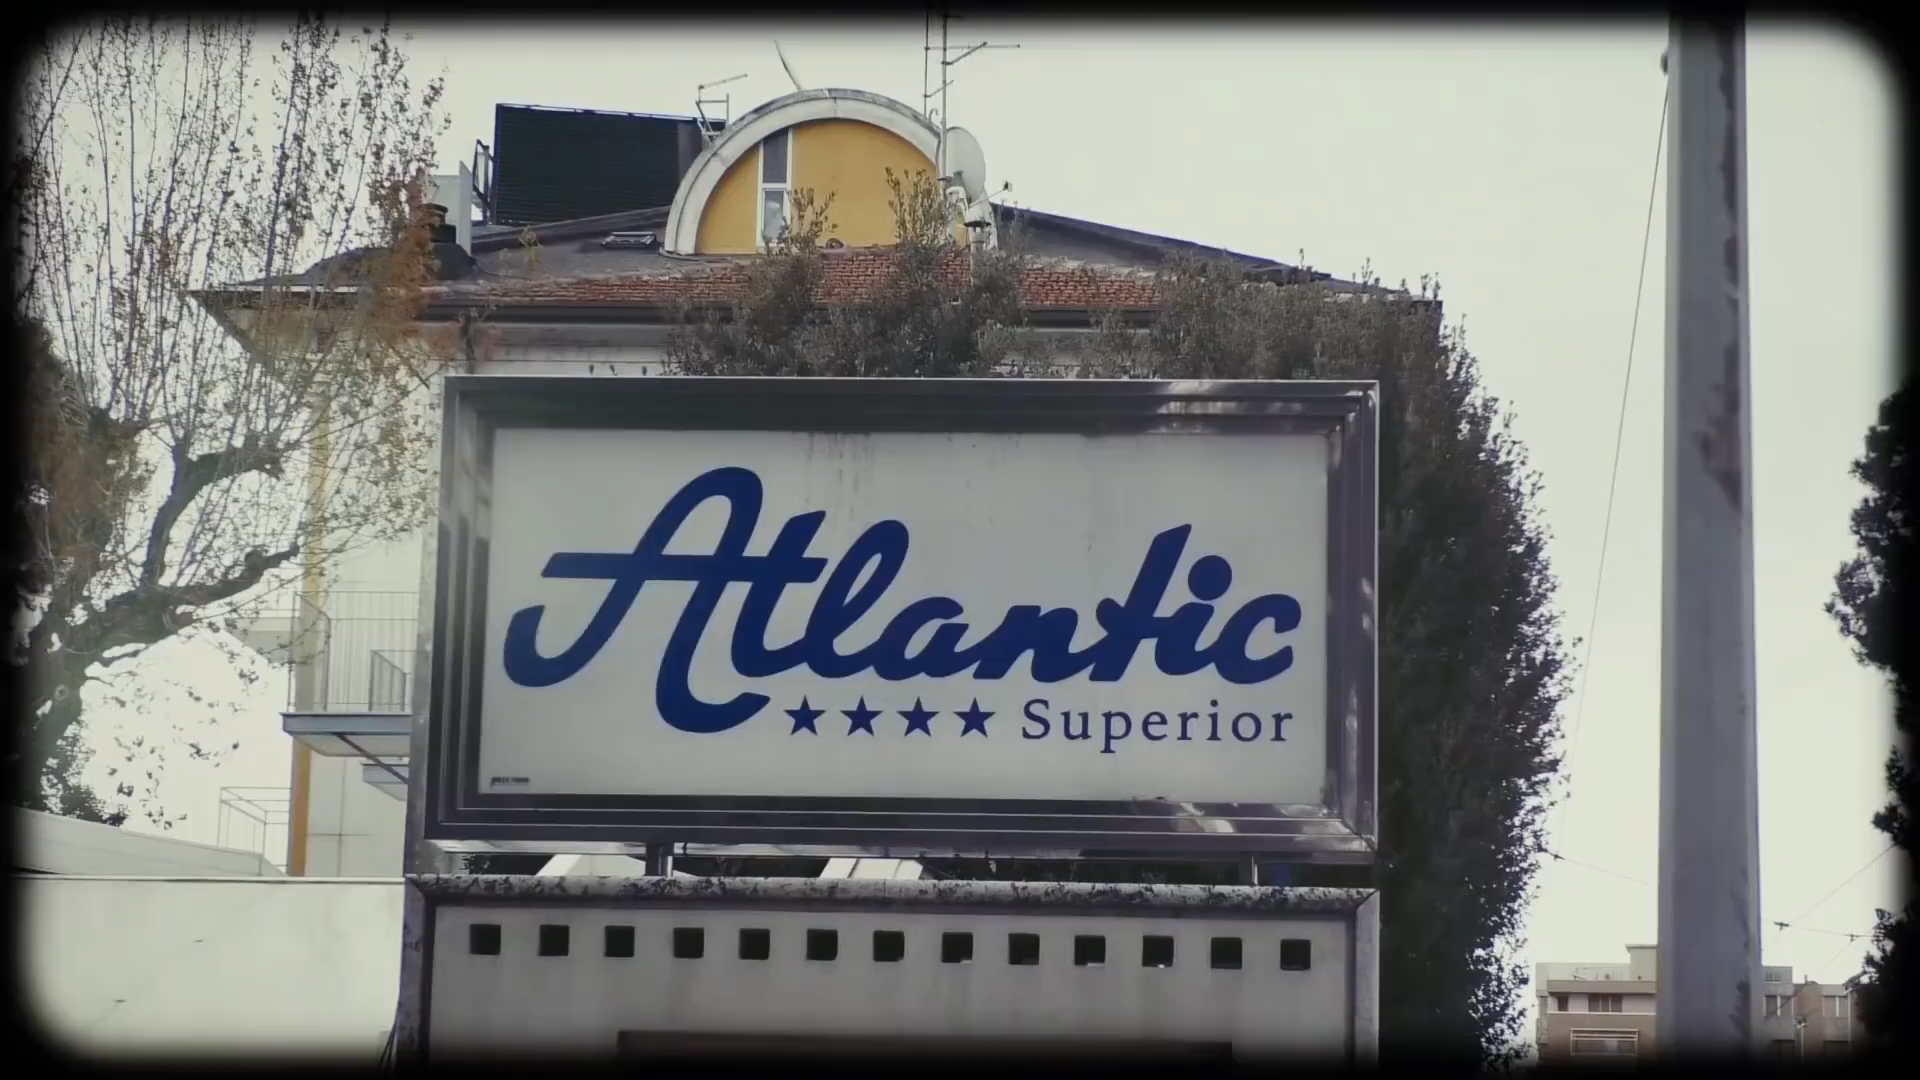 Atlantic
★★★★ Superior